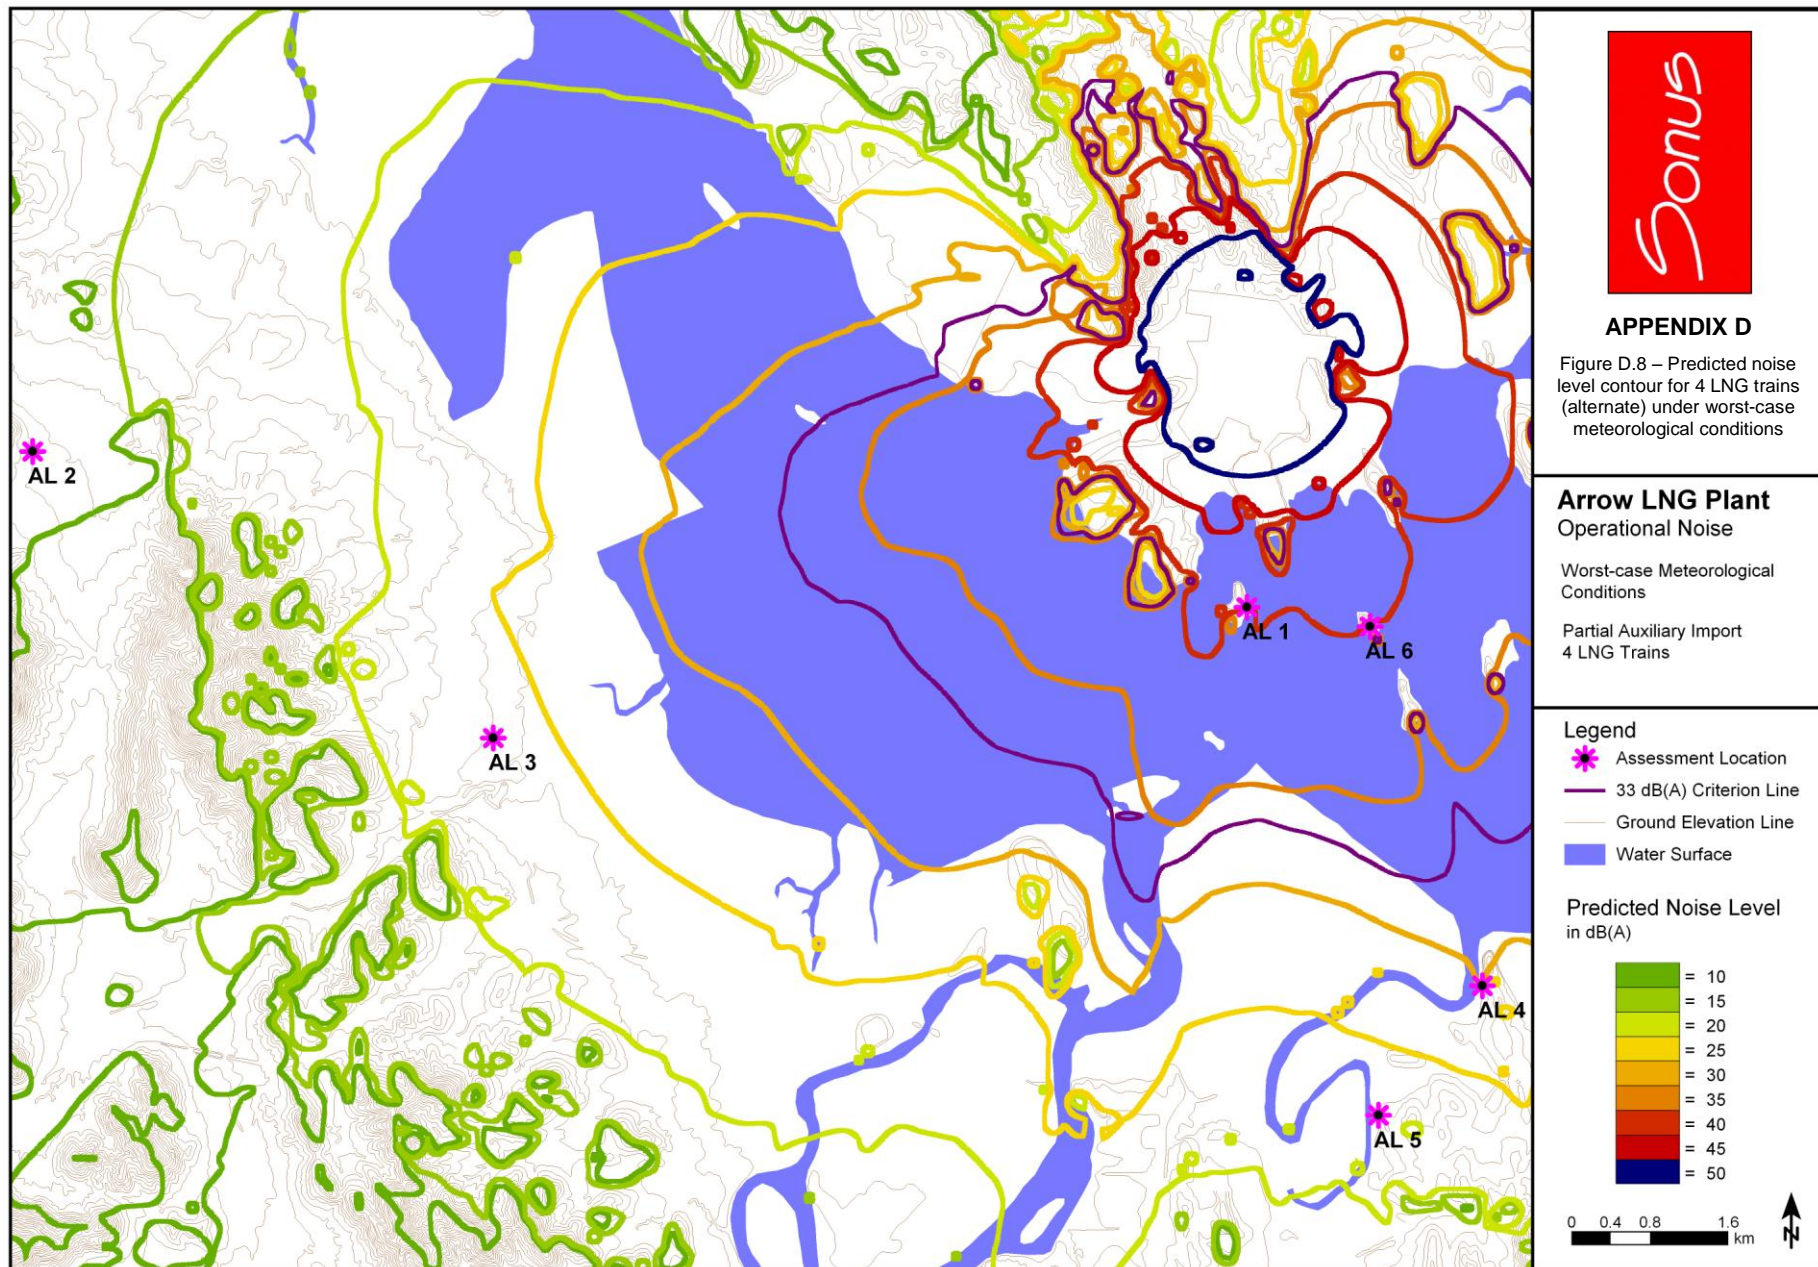 Sonus
APPENDIX D
Figure D.8 – Predicted noise
level contour for 4 LNG trains
(alternate) under worst-case
meteorological conditions
Arrow LNG Plant
Operational Noise
Worst-case Meteorological
Conditions
Partial Auxiliary Import
4 LNG Trains
Legend
Assessment Location
33 dB(A) Criterion Line
Ground Elevation Line
Water Surface
Predicted Noise Level
in dB(A)
= 10
= 15
= 20
= 25
= 30
= 35
= 40
= 45
= 50
0 0.4 0.8 1.6
km
N
AL 2
AL 1
AL 6
AL 3
AL 4
AL 5